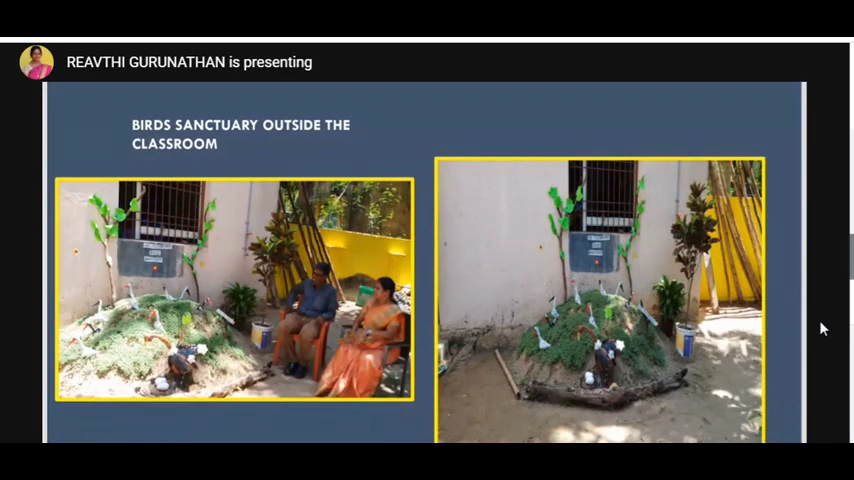 REAVTHI GURUNATHAN is presenting
BIRDS SANCTUARY OUTSIDE THE
CLASSROOM